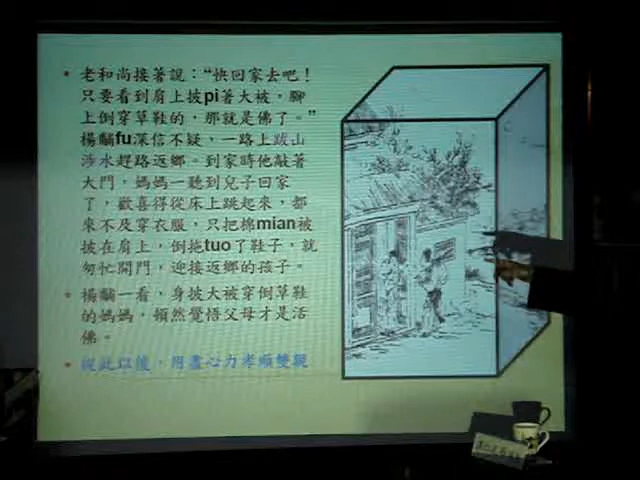 • 老和尚接著說：“快回家去吧！
只要看到肩上披pi著大被，腳
上倒穿草鞋的，那就是佛了。”
楊黼fu深信不疑，一路上跋山
涉水趕路返鄉。到家時他敲著
大門，媽媽一聽到兒子回家
了，歡喜得從床上跳起來，都
來不及穿衣服，只把棉mian被
披在肩上，倒拖tuo了鞋子，就
匆忙開門，迎接返鄉的孩子。
• 楊黼一看，身披大被穿倒草鞋
的媽媽，頓然覺悟父母才是活
佛。
• 從此以後，用盡心力孝順雙親